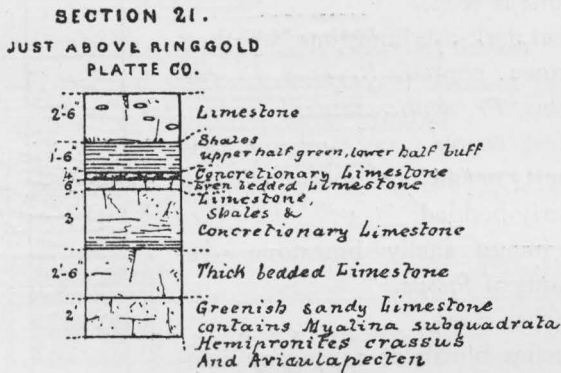 SECTION 21.
JUST ABOVE RINGGOLD
PLATTE CO.
2-6" Limestone
Shales
1-6 upper half green, lower half buff
4" Concretionary Limestone
6 Even bedded Limestone
Limestone,
3 Shales &
Concretionary Limestone
2-6" Thick bedded Limestone
2' Greenish sandy Limestone
contains Myalina subquadrata
Hemipronites crassus
And Aviculapecten